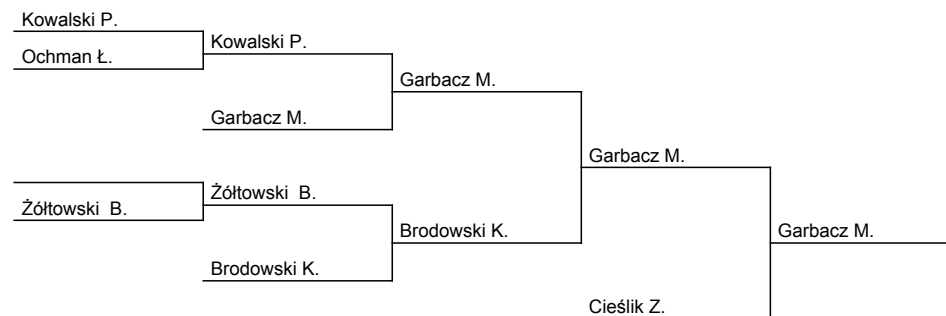 Kowalski P.
Ochman Ł.
Kowalski P.
Garbacz M.
Garbacz M.
Garbacz M.
Żółtowski B.
Żółtowski B.
Brodowski K.
Brodowski K.
Garbacz M.
Cieślik Z.